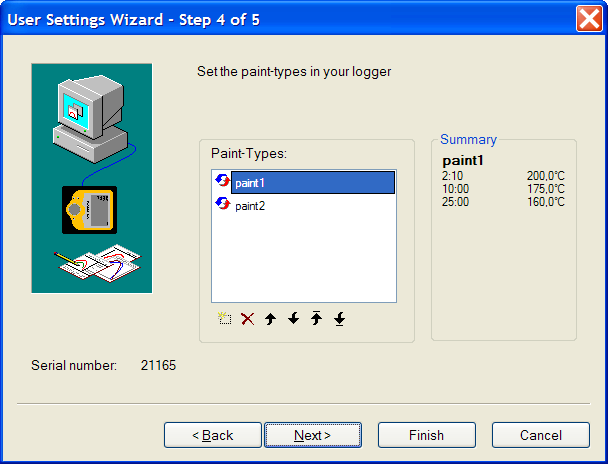 User Settings Wizard - Step 4 of 5
Set the paint-types in your logger
Paint-Types:
paint1
paint2
Summary
paint1
2:10 200,0°C
10:00 175,0°C
25:00 160,0°C
Serial number: 21165
< Back
Next >
Finish
Cancel